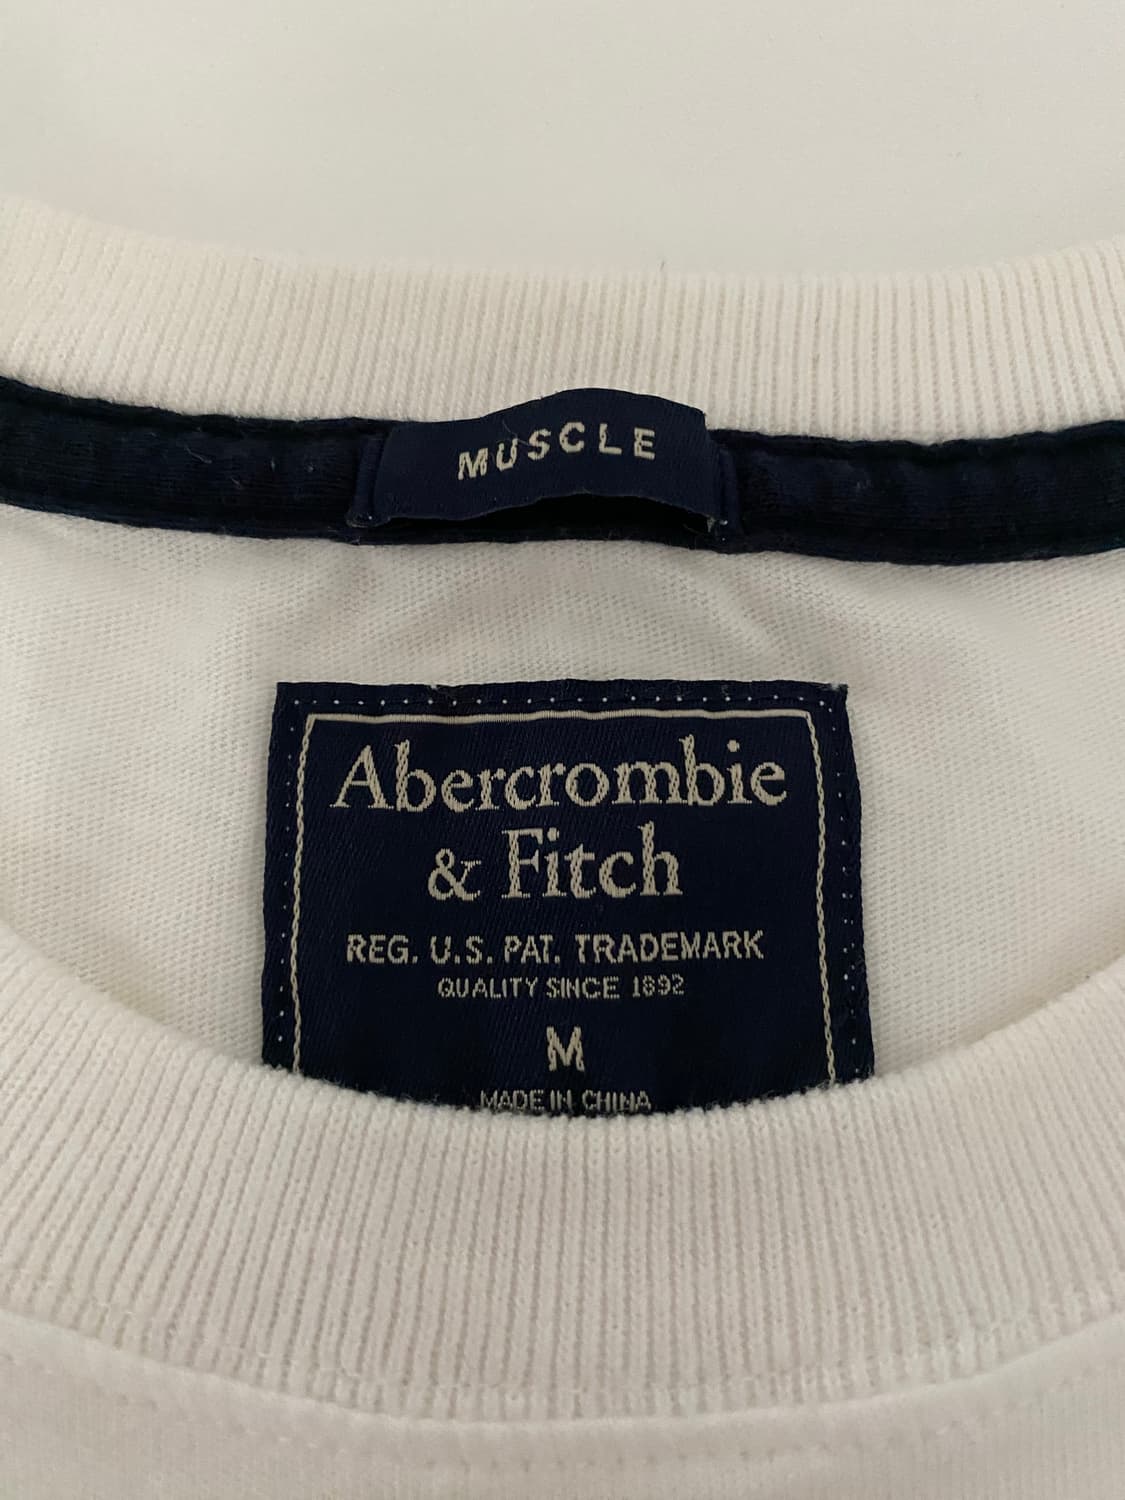 MUSCLE
Abercrombie
& Fitch
REG. U.S. PAT. TRADEMARK
QUALITY SINCE 1892
M
MADE IN CHINA